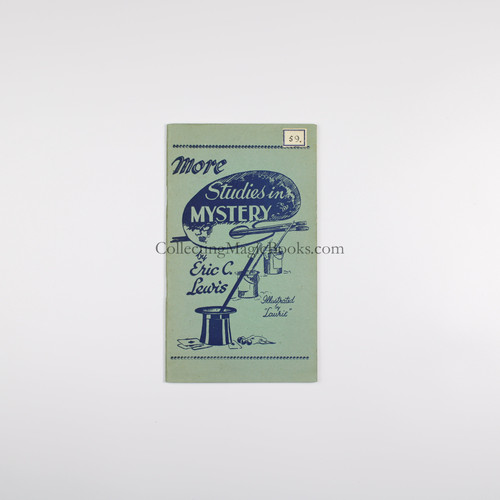 59.
More
Studies in
MYSTERY
CollectingMagicBooks.com
by
Eric C.
Lewis
Illustrated
by
"Laurie"